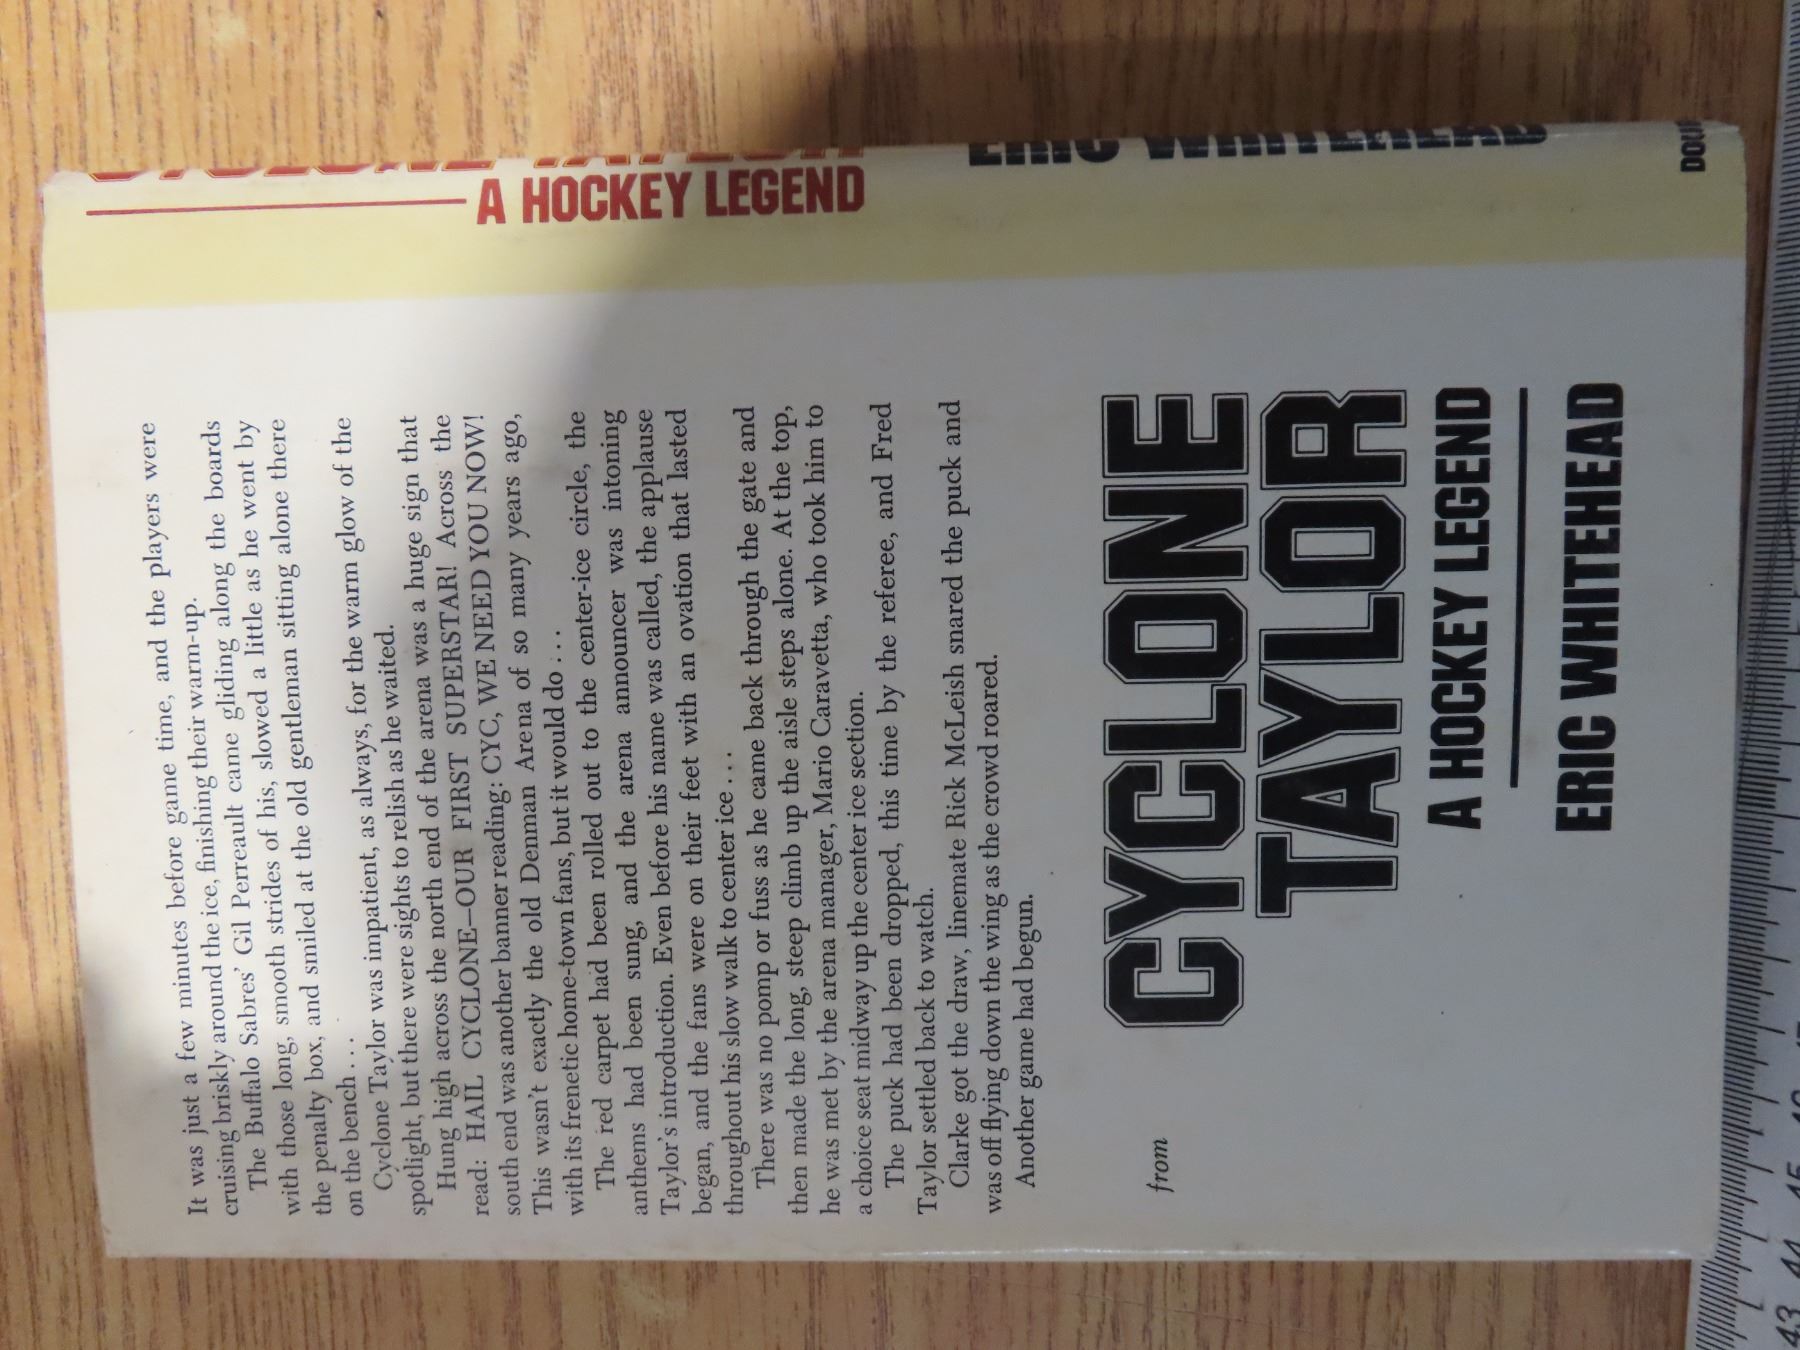 It was just a few minutes before game time, and the players were
cruising briskly around the ice, finishing their warm-up.
The Buffalo Sabres' Gil Perreault came gliding along the boards
with those long, smooth strides of his, slowed a little as he went by
the penalty box, and smiled at the old gentleman sitting alone there
on the bench . . .
Cyclone Taylor was impatient, as always, for the warm glow of the
spotlight, but there were sights to relish as he waited.
Hung high across the north end of the arena was a huge sign that
read: HAIL CYCLONE—OUR FIRST SUPERSTAR! Across the
south end was another banner reading: CYC, WE NEED YOU NOW!
This wasn't exactly the old Denman Arena of so many years ago,
with its frenetic home-town fans, but it would do . . .
The red carpet had been rolled out to the center-ice circle, the
anthems had been sung, and the arena announcer was intoning
Taylor's introduction. Even before his name was called, the applause
began, and the fans were on their feet with an ovation that lasted
throughout his slow walk to center ice . . .
There was no pomp or fuss as he came back through the gate and
then made the long, steep climb up the aisle steps alone. At the top,
he was met by the arena manager, Mario Caravetta, who took him to
a choice seat midway up the center ice section.
The puck had been dropped, this time by the referee, and Fred
Taylor settled back to watch.
Clarke got the draw, linemate Rick McLeish snared the puck and
was off flying down the wing as the crowd roared.
Another game had begun.
from
CYCLONE
TAYLOR
A HOCKEY LEGEND
ERIC WHITEHEAD
CYCLONE TAYLOR
A HOCKEY LEGEND
ERIC WHITEHEAD
43 44 45